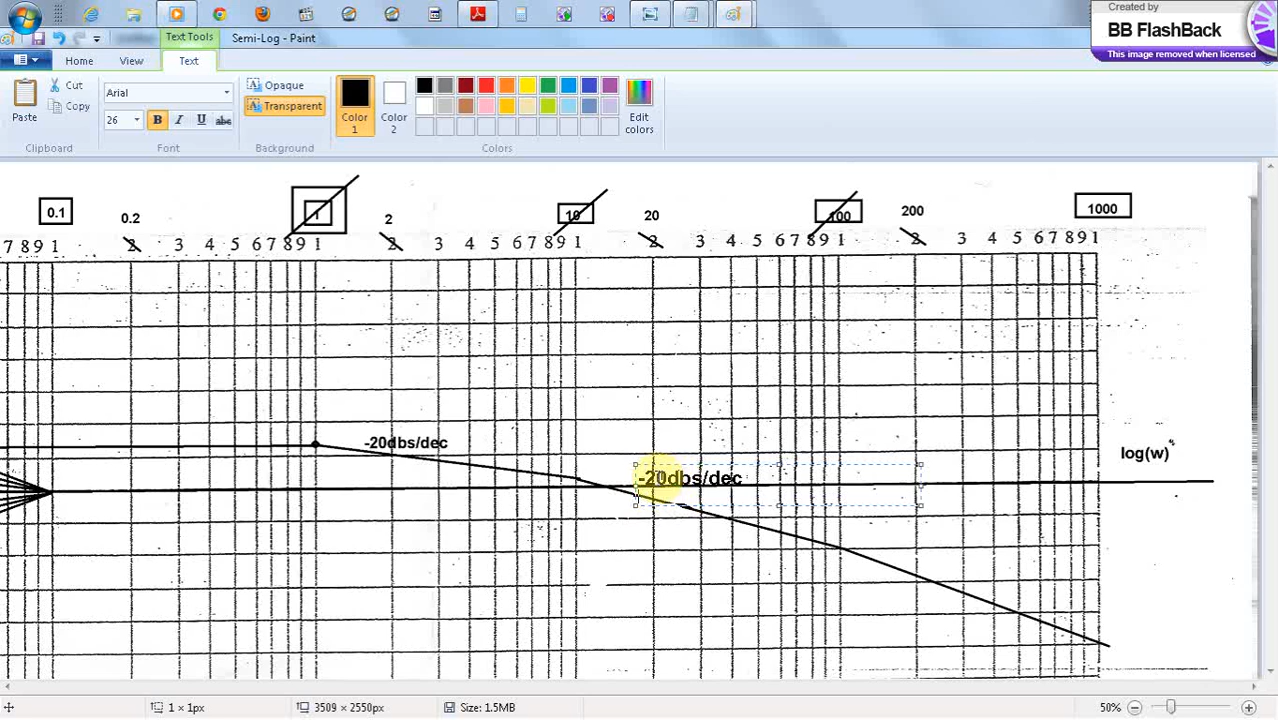 Created by
BB FlashBack
This image removed when licensed
Text Tools
Semi-Log - Paint
Home
View
Text
Paste
Cut
Copy
Clipboard
Arial
26
B I U abc
Font
Opaque
Transparent
Background
Color 1
Color 2
Edit colors
Colors
0.1
0.2
1
2
10
20
100
200
1000
7 8 9 1 2 3 4 5 6 7 8 9 1 2 3 4 5 6 7 8 9 1 2 3 4 5 6 7 8 9 1 2 3 4 5 6 7 8 9 1
-20dbs/dec
log(w)
-20dbs/dec
1 × 1px
3509 × 2550px
Size: 1.5MB
50%